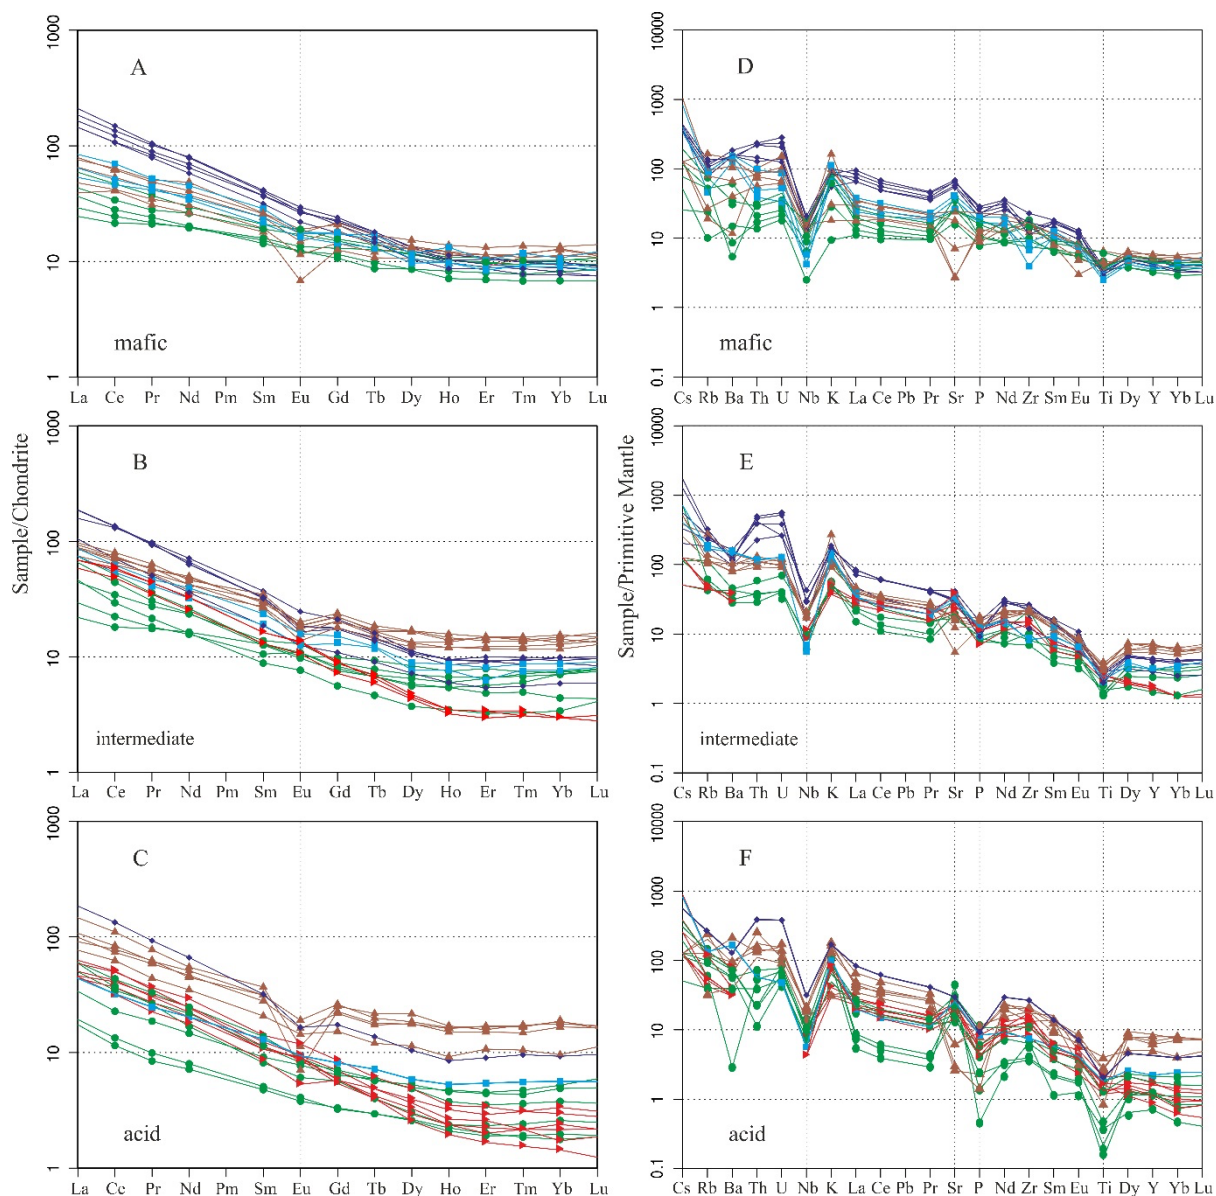 A
1000
100
10
1
mafic
La Ce Pr Nd Pm Sm Eu Gd Tb Dy Ho Er Tm Yb Lu
D
10000
1000
100
10
1
0.1
mafic
Cs Rb Ba Th U Nb K La Ce Pb Pr Sr P Nd Zr Sm Eu Ti Dy Y Yb Lu
Sample/Chondrite
B
1000
100
10
1
intermediate
La Ce Pr Nd Pm Sm Eu Gd Tb Dy Ho Er Tm Yb Lu
Sample/Primitive Mantle
E
10000
1000
100
10
1
0.1
intermediate
Cs Rb Ba Th U Nb K La Ce Pb Pr Sr P Nd Zr Sm Eu Ti Dy Y Yb Lu
C
1000
100
10
1
acid
La Ce Pr Nd Pm Sm Eu Gd Tb Dy Ho Er Tm Yb Lu
F
10000
1000
100
10
1
0.1
acid
Cs Rb Ba Th U Nb K La Ce Pb Pr Sr P Nd Zr Sm Eu Ti Dy Y Yb Lu